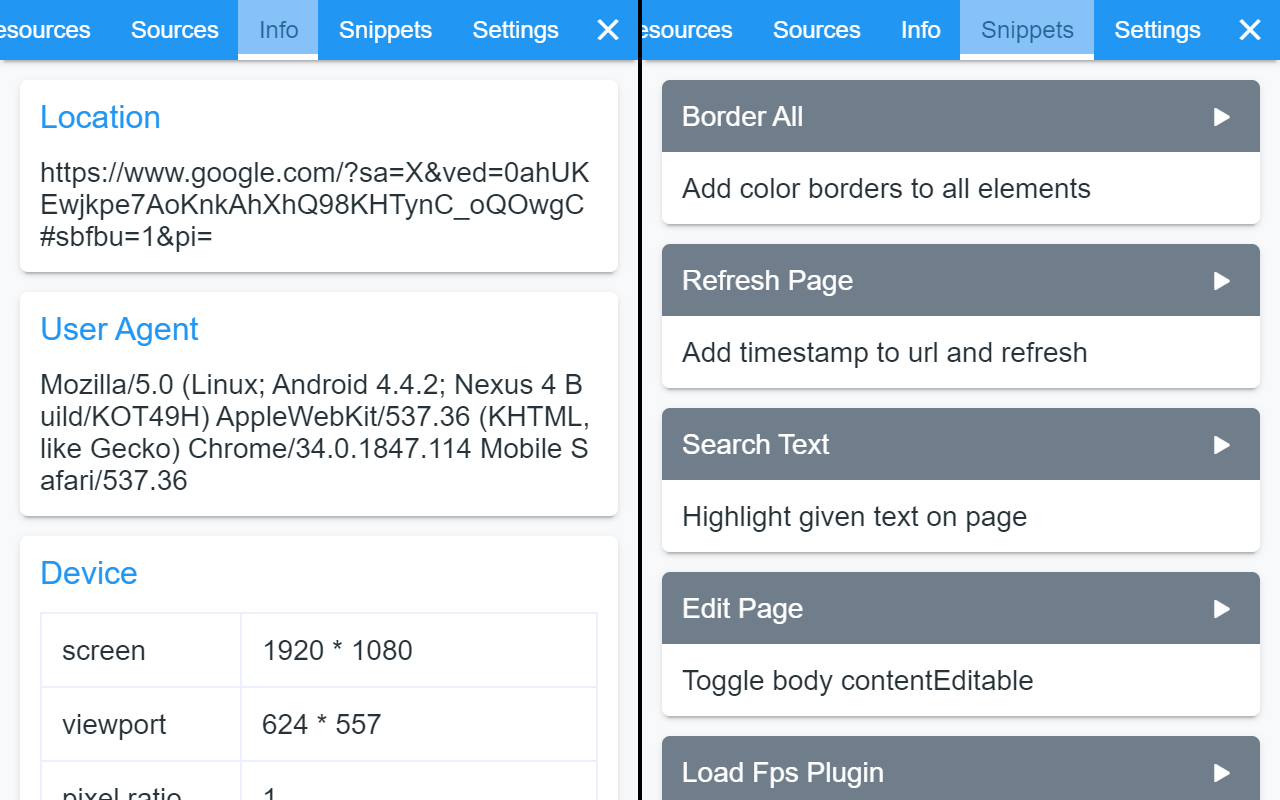 esources Sources Info Snippets Settings ×
Location
https://www.google.com/?sa=X&ved=0ahUK
Ewjkpe7AoKnkAhXhQ98KHTynC_oQOwgC
#sbfbu=1&pi=
User Agent
Mozilla/5.0 (Linux; Android 4.4.2; Nexus 4 B
uild/KOT49H) AppleWebKit/537.36 (KHTML,
like Gecko) Chrome/34.0.1847.114 Mobile S
afari/537.36
Device
screen 1920 * 1080
viewport 624 * 557
pixel ratio 1
esources Sources Info Snippets Settings ×
Border All
Add color borders to all elements
Refresh Page
Add timestamp to url and refresh
Search Text
Highlight given text on page
Edit Page
Toggle body contentEditable
Load Fps Plugin